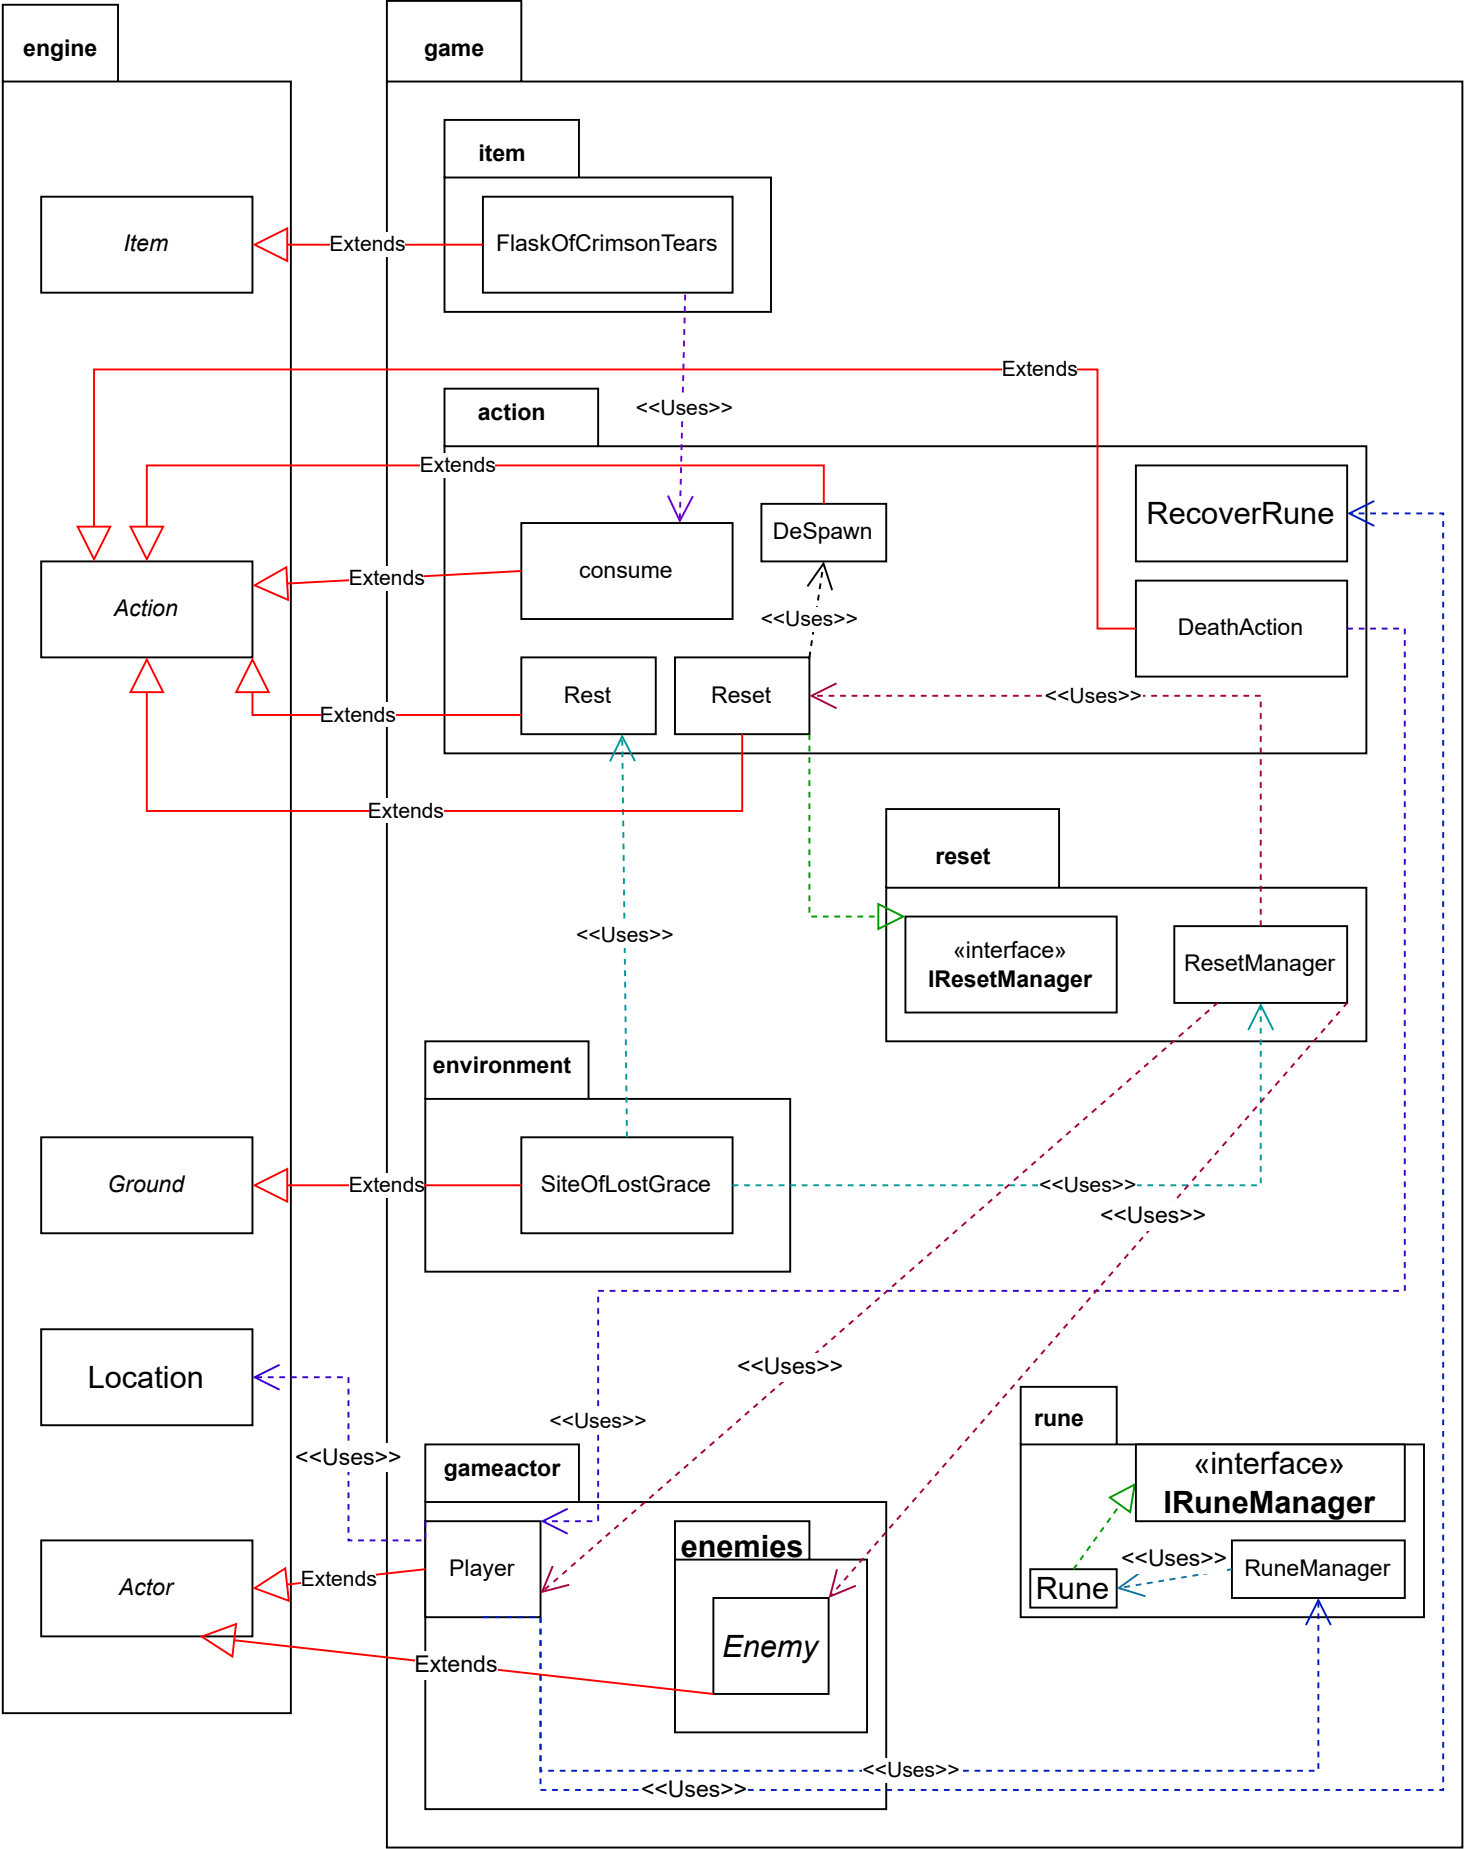 engine
game
item
Item
Extends
FlaskOfCrimsonTears
Extends
<<Uses>>
action
Extends
RecoverRune
DeSpawn
consume
Extends
Action
<<Uses>>
DeathAction
Rest
Reset
<<Uses>>
Extends
Extends
reset
<<Uses>>
«interface»
IResetManager
ResetManager
environment
Ground
Extends
SiteOfLostGrace
<<Uses>>
<<Uses>>
Location
<<Uses>>
<<Uses>>
rune
<<Uses>>
gameactor
«interface»
IRuneManager
enemies
<<Uses>>
Player
RuneManager
Extends
Actor
Rune
Enemy
Extends
<<Uses>>
<<Uses>>